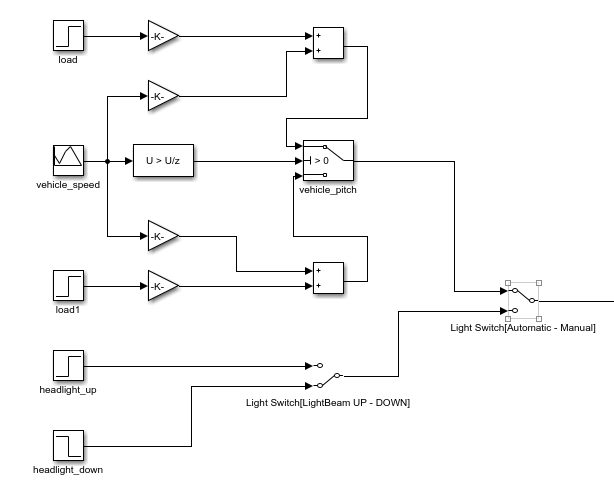 load
-K-
+
+
-K-
vehicle_speed
U > U/z
> 0
vehicle_pitch
-K-
load1
-K-
+
+
Light Switch[Automatic - Manual]
headlight_up
Light Switch[LightBeam UP - DOWN]
headlight_down